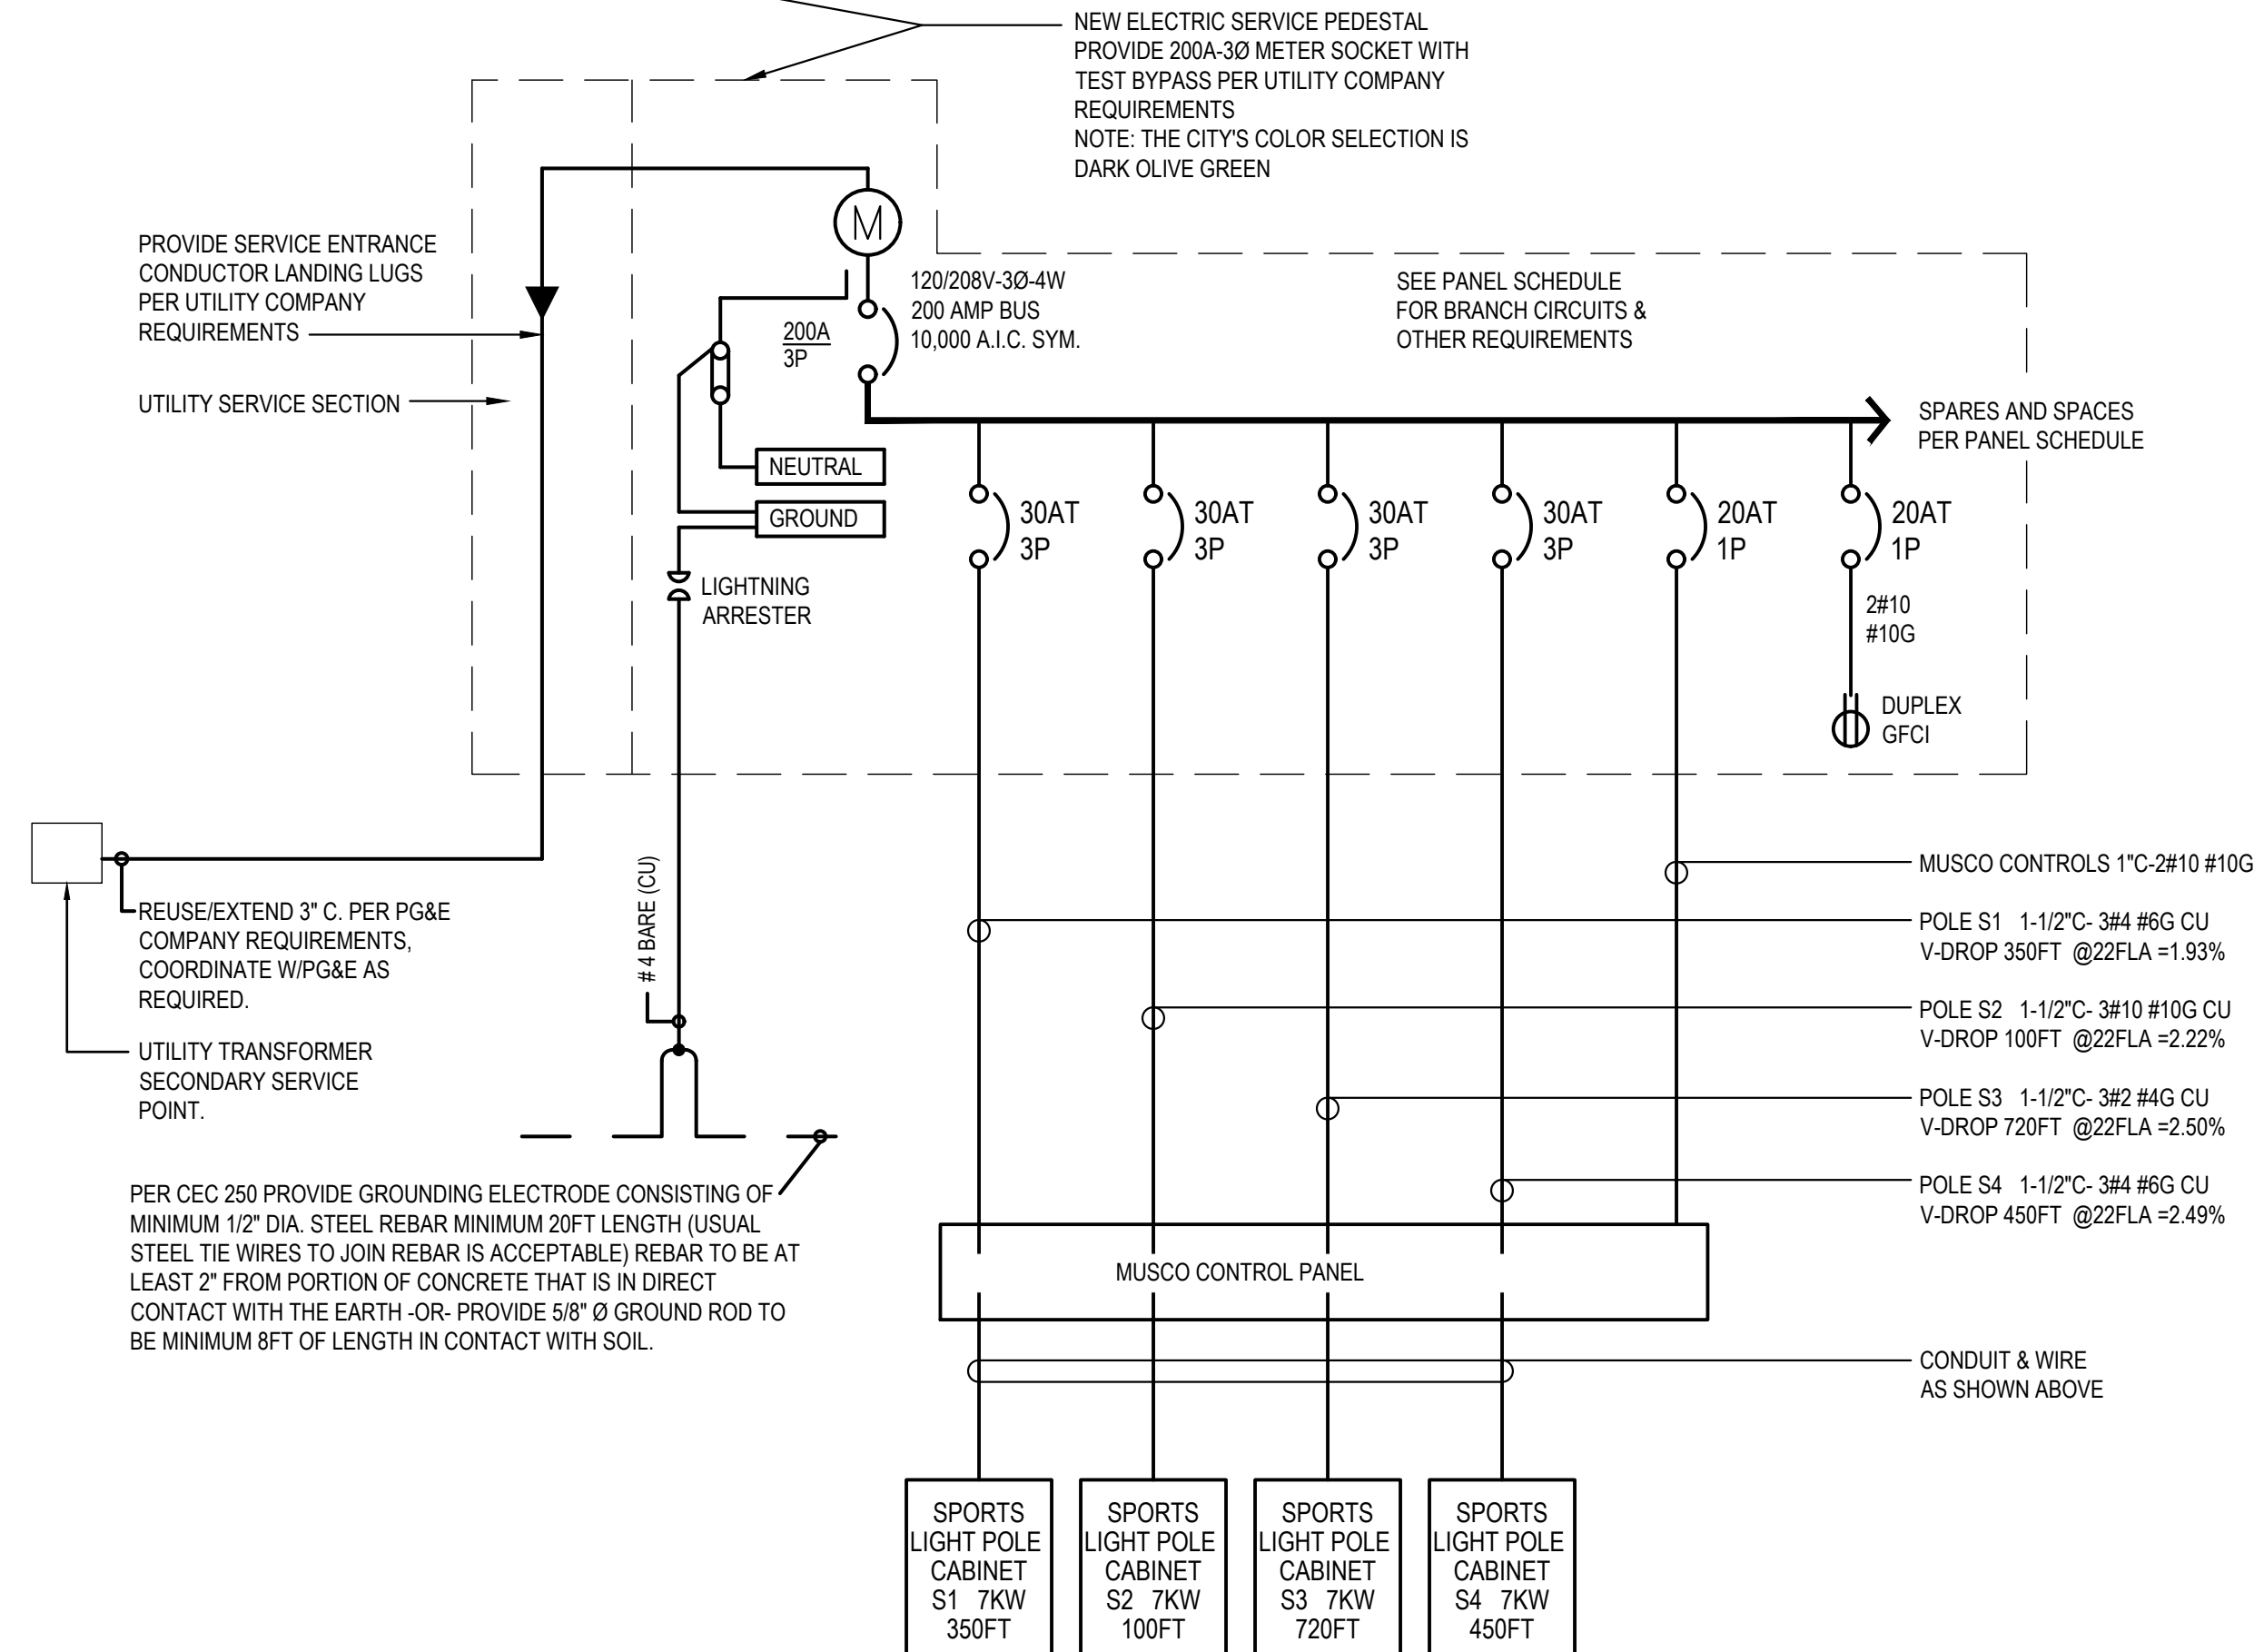 NEW ELECTRIC SERVICE PEDESTAL
PROVIDE 200A-3Ø METER SOCKET WITH
TEST BYPASS PER UTILITY COMPANY
REQUIREMENTS
NOTE: THE CITY'S COLOR SELECTION IS
DARK OLIVE GREEN
M
PROVIDE SERVICE ENTRANCE
CONDUCTOR LANDING LUGS
PER UTILITY COMPANY
REQUIREMENTS
UTILITY SERVICE SECTION
200A
3P
120/208V-3Ø-4W
200 AMP BUS
10,000 A.I.C. SYM.
SEE PANEL SCHEDULE
FOR BRANCH CIRCUITS &
OTHER REQUIREMENTS
SPARES AND SPACES
PER PANEL SCHEDULE
NEUTRAL
GROUND
LIGHTNING
ARRESTER
30AT
3P
30AT
3P
30AT
3P
30AT
3P
20AT
1P
20AT
1P
2#10
#10G
DUPLEX
GFCI
# 4 BARE (CU)
REUSE/EXTEND 3" C. PER PG&E
COMPANY REQUIREMENTS,
COORDINATE W/PG&E AS
REQUIRED.
UTILITY TRANSFORMER
SECONDARY SERVICE
POINT.
MUSCO CONTROLS 1"C-2#10 #10G
POLE S1 1-1/2"C- 3#4 #6G CU
V-DROP 350FT @22FLA =1.93%
POLE S2 1-1/2"C- 3#10 #10G CU
V-DROP 100FT @22FLA =2.22%
POLE S3 1-1/2"C- 3#2 #4G CU
V-DROP 720FT @22FLA =2.50%
POLE S4 1-1/2"C- 3#4 #6G CU
V-DROP 450FT @22FLA =2.49%
PER CEC 250 PROVIDE GROUNDING ELECTRODE CONSISTING OF
MINIMUM 1/2" DIA. STEEL REBAR MINIMUM 20FT LENGTH (USUAL
STEEL TIE WIRES TO JOIN REBAR IS ACCEPTABLE) REBAR TO BE AT
LEAST 2" FROM PORTION OF CONCRETE THAT IS IN DIRECT
CONTACT WITH THE EARTH -OR- PROVIDE 5/8" Ø GROUND ROD TO
BE MINIMUM 8FT OF LENGTH IN CONTACT WITH SOIL.
MUSCO CONTROL PANEL
CONDUIT & WIRE
AS SHOWN ABOVE
SPORTS
LIGHT POLE
CABINET
S1 7KW
350FT
SPORTS
LIGHT POLE
CABINET
S2 7KW
100FT
SPORTS
LIGHT POLE
CABINET
S3 7KW
720FT
SPORTS
LIGHT POLE
CABINET
S4 7KW
450FT